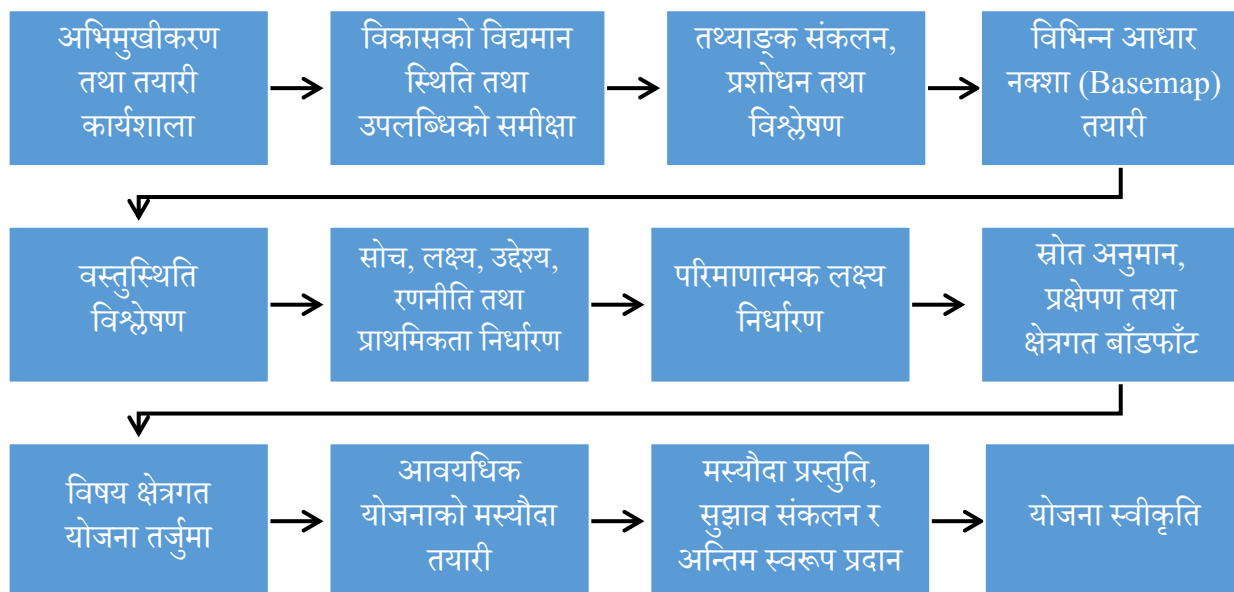 अभिमुखीकरण
तथा तयारी
कार्यशाला
विकासको विद्यमान
स्थिति तथा
उपलब्धिको समीक्षा
तथ्याङ्क संकलन,
प्रशोधन तथा
विश्लेषण
विभिन्न आधार
नक्शा (Basemap)
तयारी
वस्तुस्थिति
विश्लेषण
सोच, लक्ष्य, उद्देश्य,
रणनीति तथा
प्राथमिकता निर्धारण
परिमाणात्मक लक्ष्य
निर्धारण
स्रोत अनुमान,
प्रक्षेपण तथा
क्षेत्रगत बाँडफाँट
विषय क्षेत्रगत
योजना तर्जुमा
आवयधिक
योजनाको मस्यौदा
तयारी
मस्यौदा प्रस्तुति,
सुझाव संकलन र
अन्तिम स्वरूप प्रदान
योजना स्वीकृति